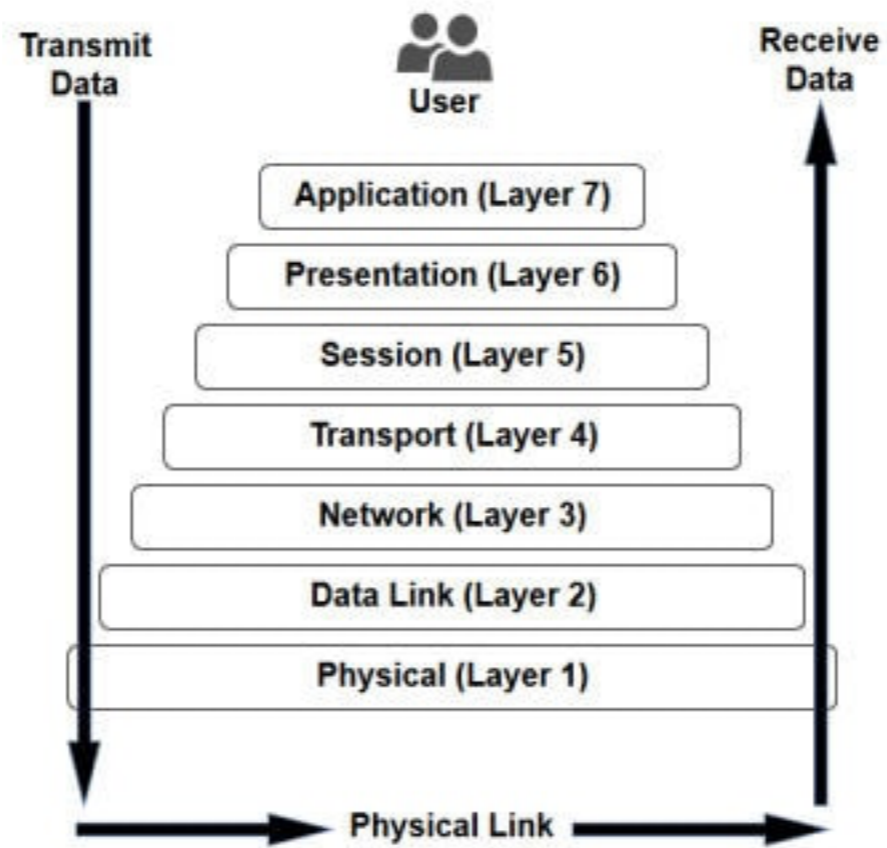 Transmit
Data
User
Receive
Data
Application (Layer 7)
Presentation (Layer 6)
Session (Layer 5)
Transport (Layer 4)
Network (Layer 3)
Data Link (Layer 2)
Physical (Layer 1)
Physical Link